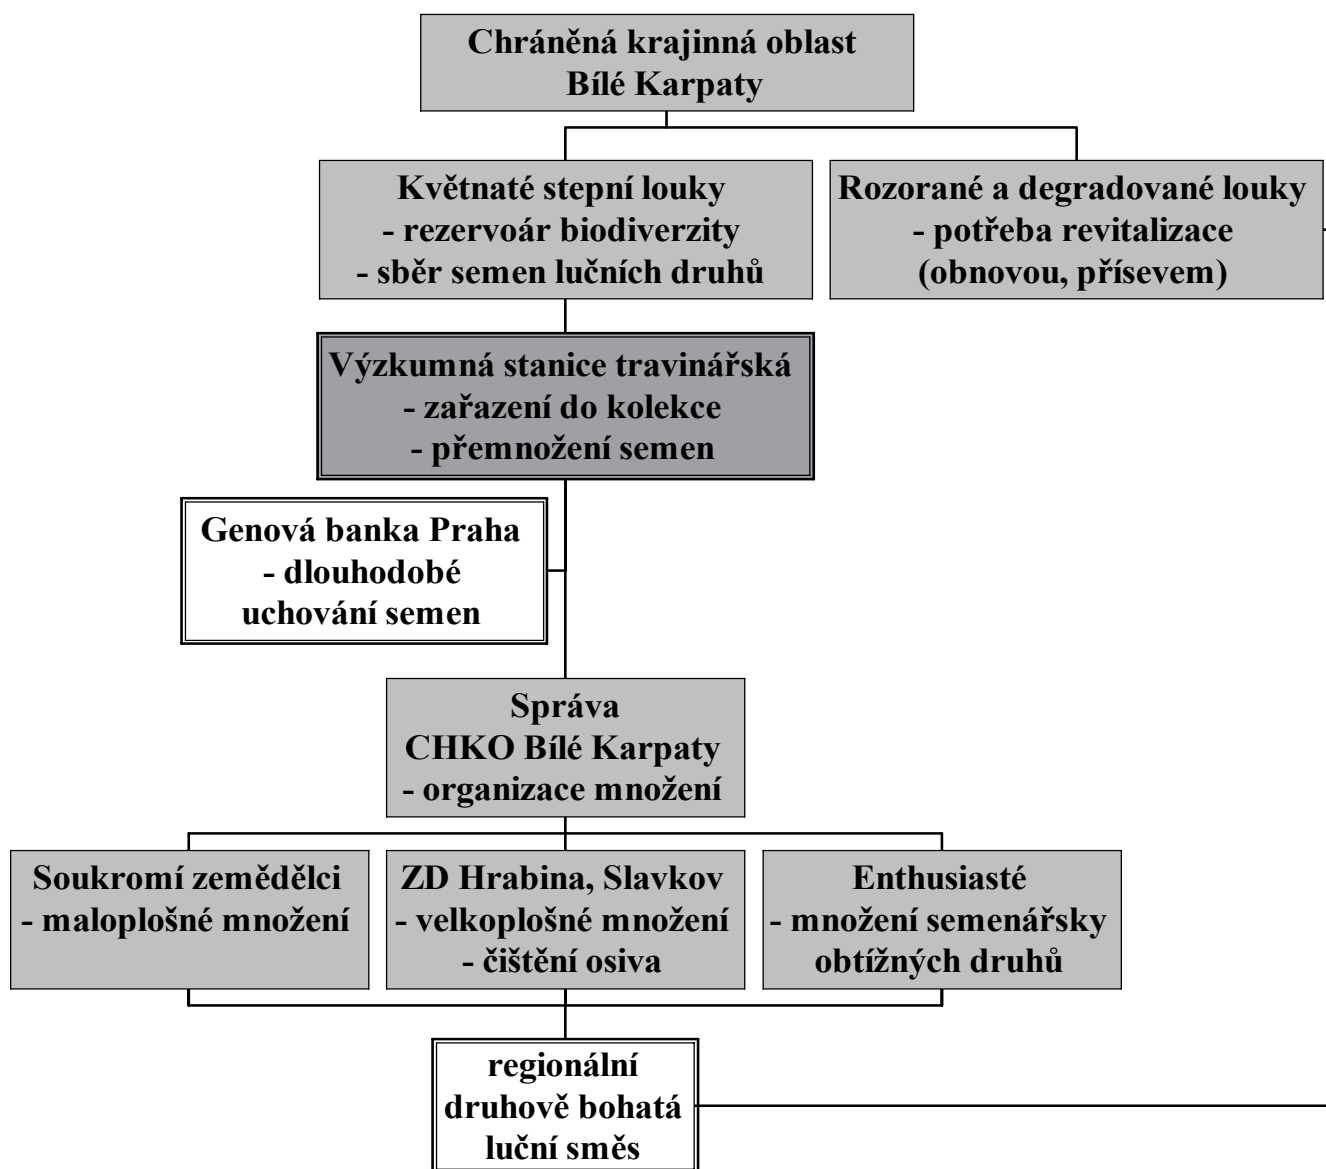 Chráněná krajinná oblast
Bílé Karpaty
Květnaté stepní louky
- rezervoár biodiverzity
- sběr semen lučních druhů
Rozorané a degradované louky
- potřeba revitalizace
(obnovou, přísevem)
Výzkumná stanice travinářská
- zařazení do kolekce
- přemnožení semen
Genová banka Praha
- dlouhodobé
uchování semen
Správa
CHKO Bílé Karpaty
- organizace množení
Soukromí zemědělci
- maloplošné množení
ZD Hrabina, Slavkov
- velkoplošné množení
- čištění osiva
Enthusiasté
- množení semenářsky
obtížných druhů
regionální
druhově bohatá
luční směs